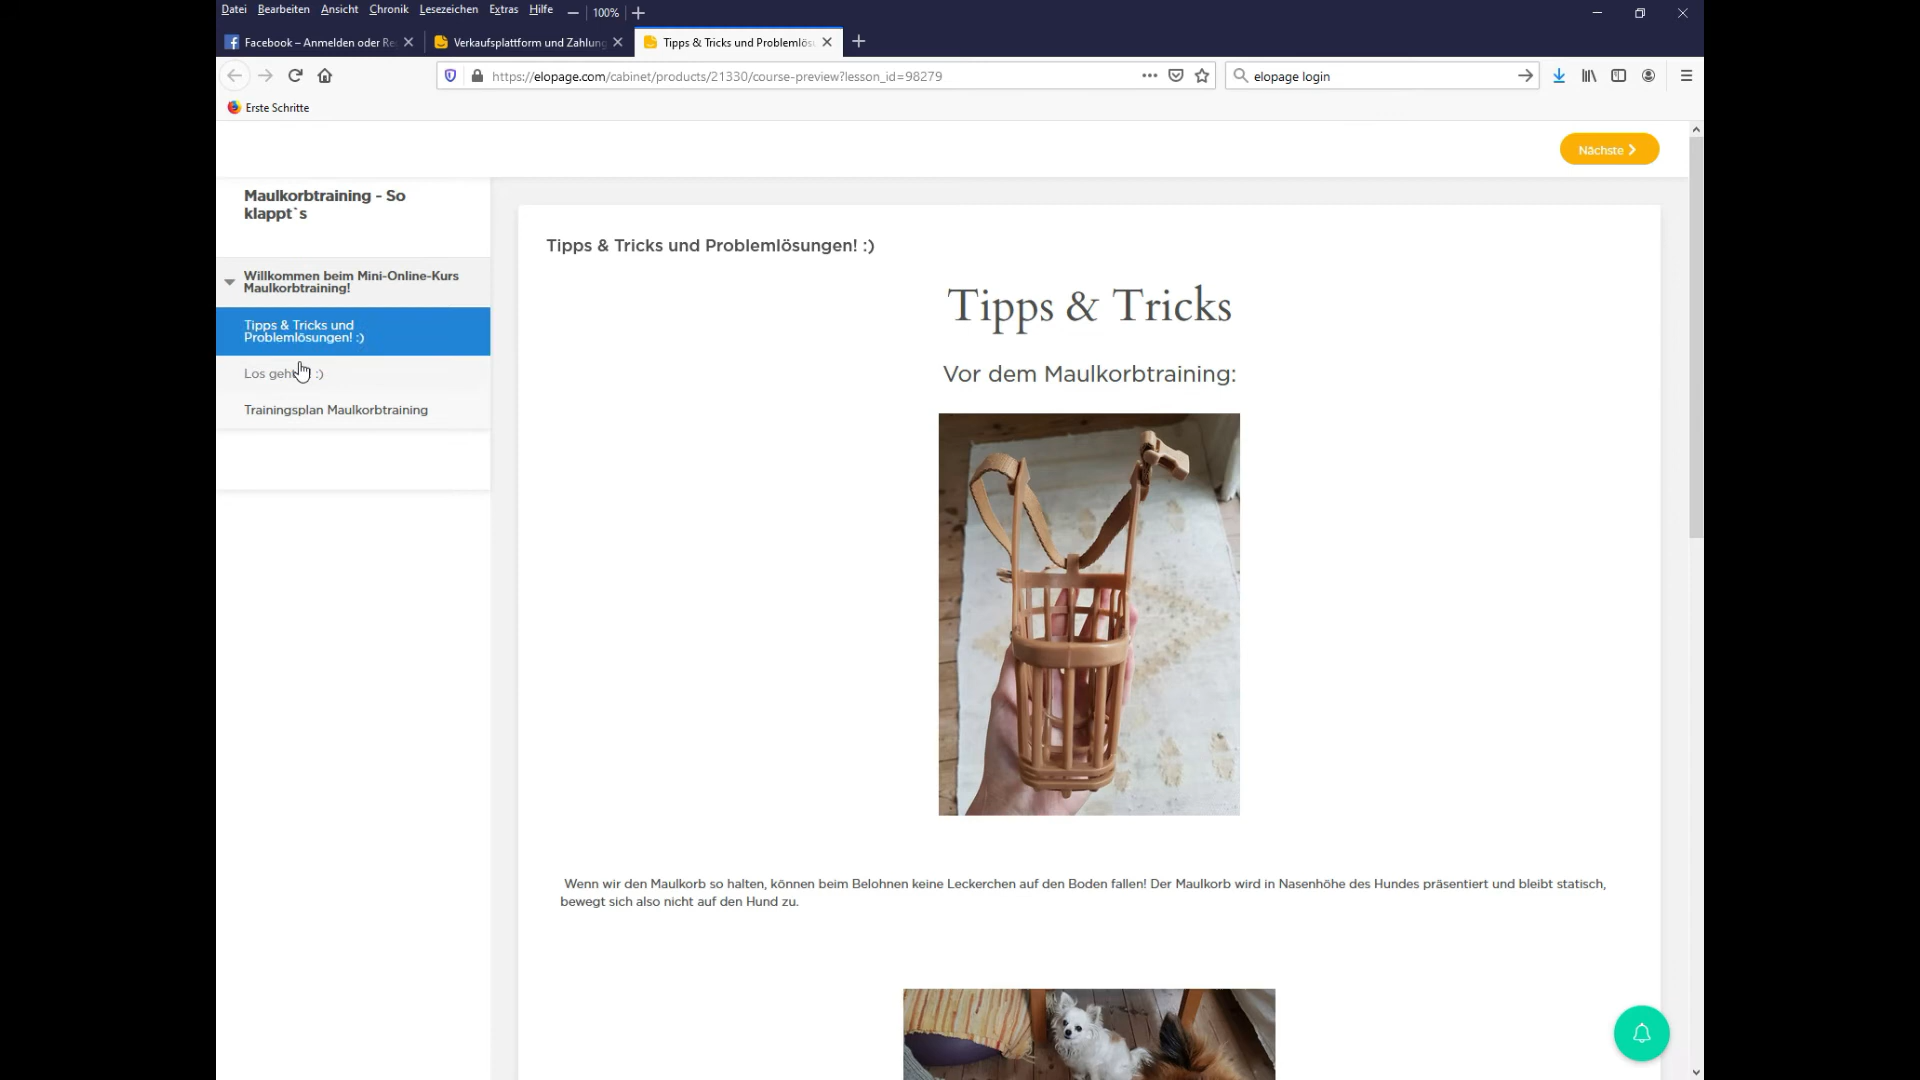 Datei Bearbeiten Ansicht Chronik Lesezeichen Extras Hilfe 100%
Facebook – Anmelden oder Re
Verkaufsplattform und Zahlung
Tipps & Tricks und Problemlös
https://elopage.com/cabinet/products/21330/course-preview?lesson_id=98279
elopage login
Erste Schritte
Nächste
Maulkorbtraining - So
klappt`s
Willkommen beim Mini-Online-Kurs
Maulkorbtraining!
Tipps & Tricks und
Problemlösungen! :)
Los geht :)
Trainingsplan Maulkorbtraining
Tipps & Tricks und Problemlösungen! :)
Tipps & Tricks
Vor dem Maulkorbtraining:
Wenn wir den Maulkorb so halten, können beim Belohnen keine Leckerchen auf den Boden fallen! Der Maulkorb wird in Nasenhöhe des Hundes präsentiert und bleibt statisch,
bewegt sich also nicht auf den Hund zu.